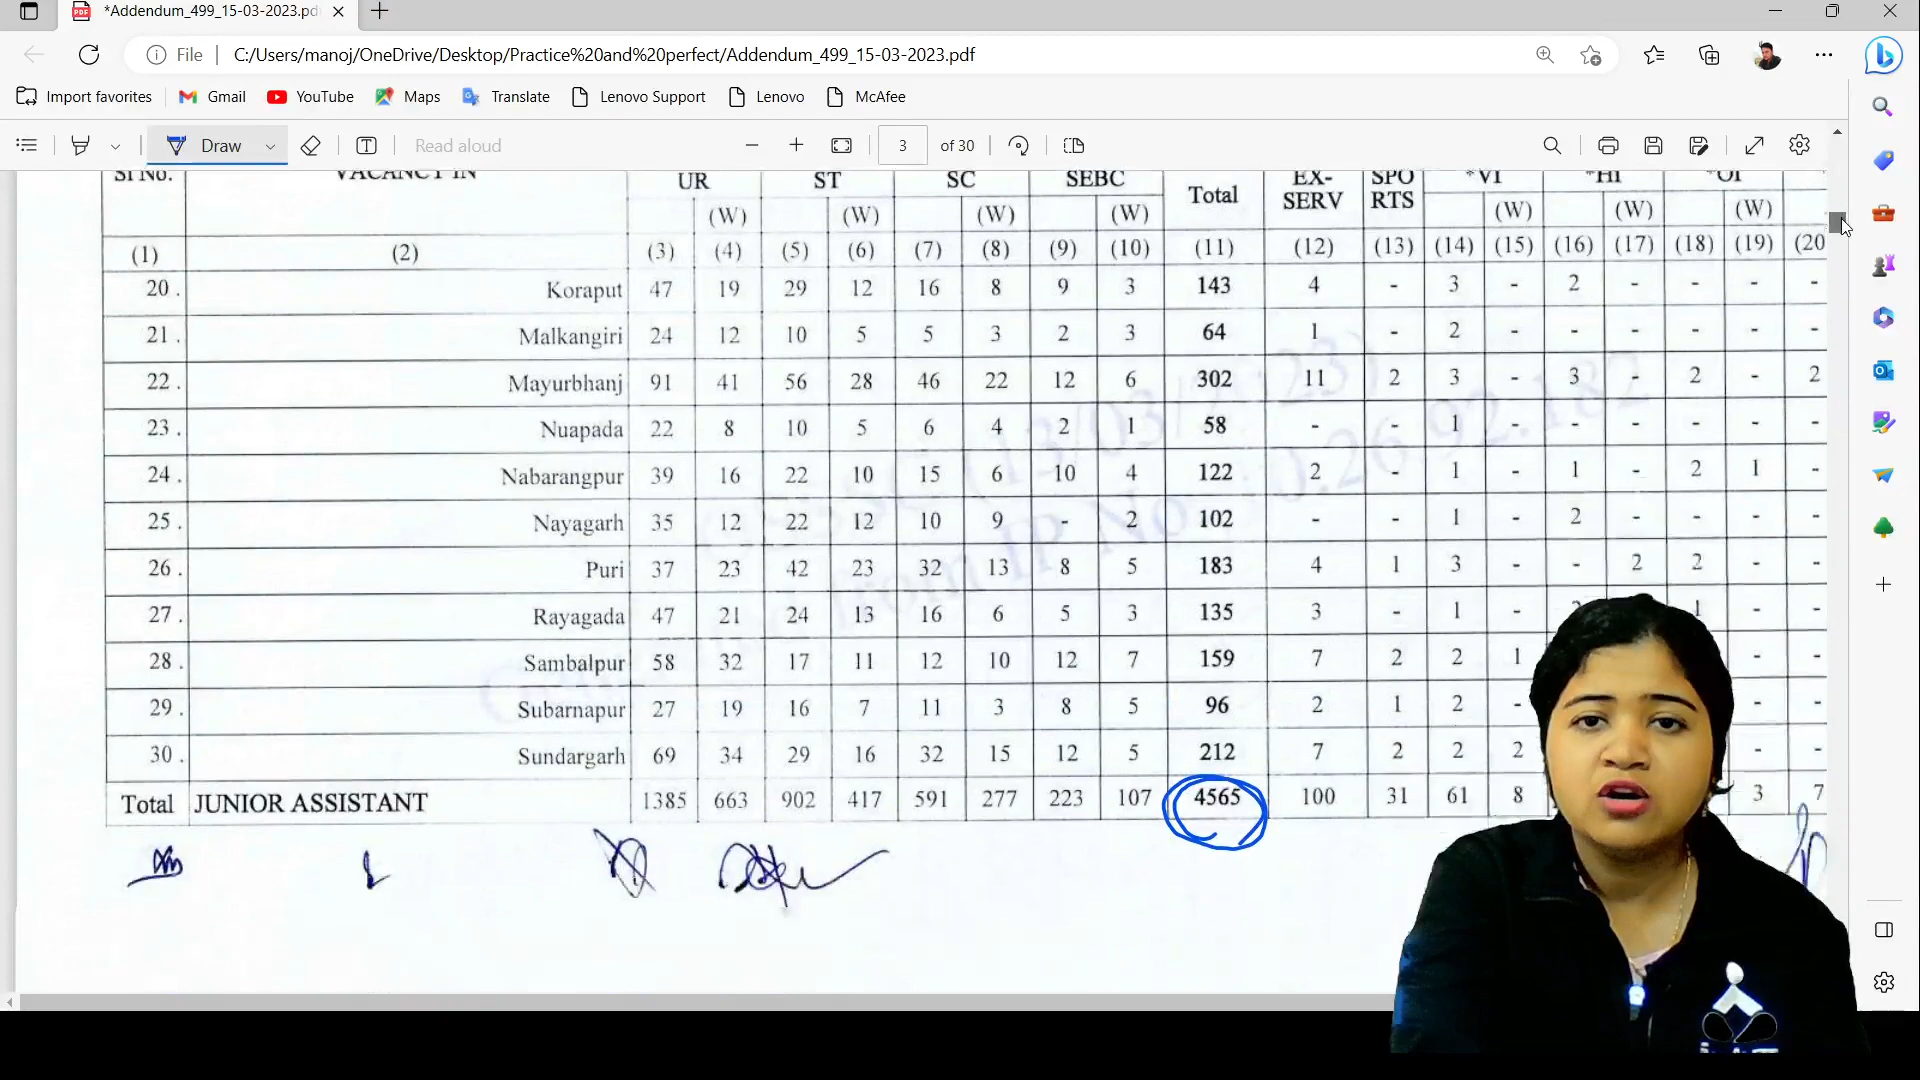 *Addendum_499_15-03-2023.pd
File C:/Users/manoj/OneDrive/Desktop/Practice%20and%20perfect/Addendum_499_15-03-2023.pdf
Import favorites Gmail YouTube Maps Translate Lenovo Support Lenovo McAfee
Draw Read aloud 3 of 30
Sl No. VACANCY IN UR ST SC SEBC Total EX-SERV SPORTS *VI *HI *OI
(W) (W) (W) (W) (W) (W) (W)
(1) (2) (3) (4) (5) (6) (7) (8) (9) (10) (11) (12) (13) (14) (15) (16) (17) (18) (19) (20
20 . Koraput 47 19 29 12 16 8 9 3 143 4 - 3 - 2 - - - -
21 . Malkangiri 24 12 10 5 5 3 2 3 64 1 - 2 - - - - - -
22 . Mayurbhanj 91 41 56 28 46 22 12 6 302 11 2 3 - 3 - 2 - 2
23 . Nuapada 22 8 10 5 6 4 2 1 58 - - 1 - - - - - -
24 . Nabarangpur 39 16 22 10 15 6 10 4 122 2 - 1 - 1 - 2 1 -
25 . Nayagarh 35 12 22 12 10 9 - 2 102 - - 1 - 2 - - - -
26 . Puri 37 23 42 23 32 13 8 5 183 4 1 3 - - 2 2 - -
27 . Rayagada 47 21 24 13 16 6 5 3 135 3 - 1 - 1 - -
28 . Sambalpur 58 32 17 11 12 10 12 7 159 7 2 2 1 - -
29 . Subarnapur 27 19 16 7 11 3 8 5 96 2 1 2 - - -
30 . Sundargarh 69 34 29 16 32 15 12 5 212 7 2 2 2 - -
Total JUNIOR ASSISTANT 1385 663 902 417 591 277 223 107 4565 100 31 61 8 3 7